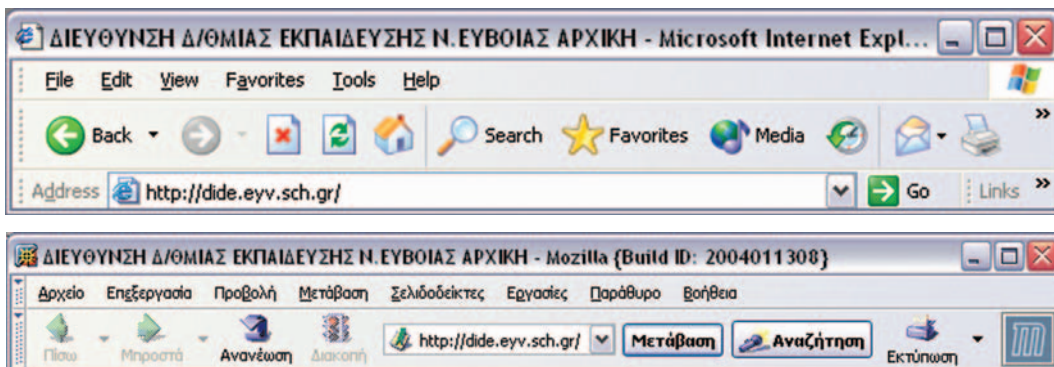 ΔΙΕΥΘΥΝΣΗ Δ/ΘΜΙΑΣ ΕΚΠΑΙΔΕΥΣΗΣ Ν.ΕΥΒΟΙΑΣ ΑΡΧΙΚΗ - Microsoft Internet Expl...
File Edit View Favorites Tools Help
Back Search Favorites Media
Address http://dide.eyv.sch.gr/ Go Links
ΔΙΕΥΘΥΝΣΗ Δ/ΘΜΙΑΣ ΕΚΠΑΙΔΕΥΣΗΣ Ν.ΕΥΒΟΙΑΣ ΑΡΧΙΚΗ - Mozilla {Build ID: 2004011308}
Αρχείο Επεξεργασία Προβολή Μετάβαση Σελιδοδείκτες Εργασίες Παράθυρο Βοήθεια
Πίσω Μπροστά Ανανέωση Διακοπή http://dide.eyv.sch.gr/ Μετάβαση Αναζήτηση Εκτύπωση